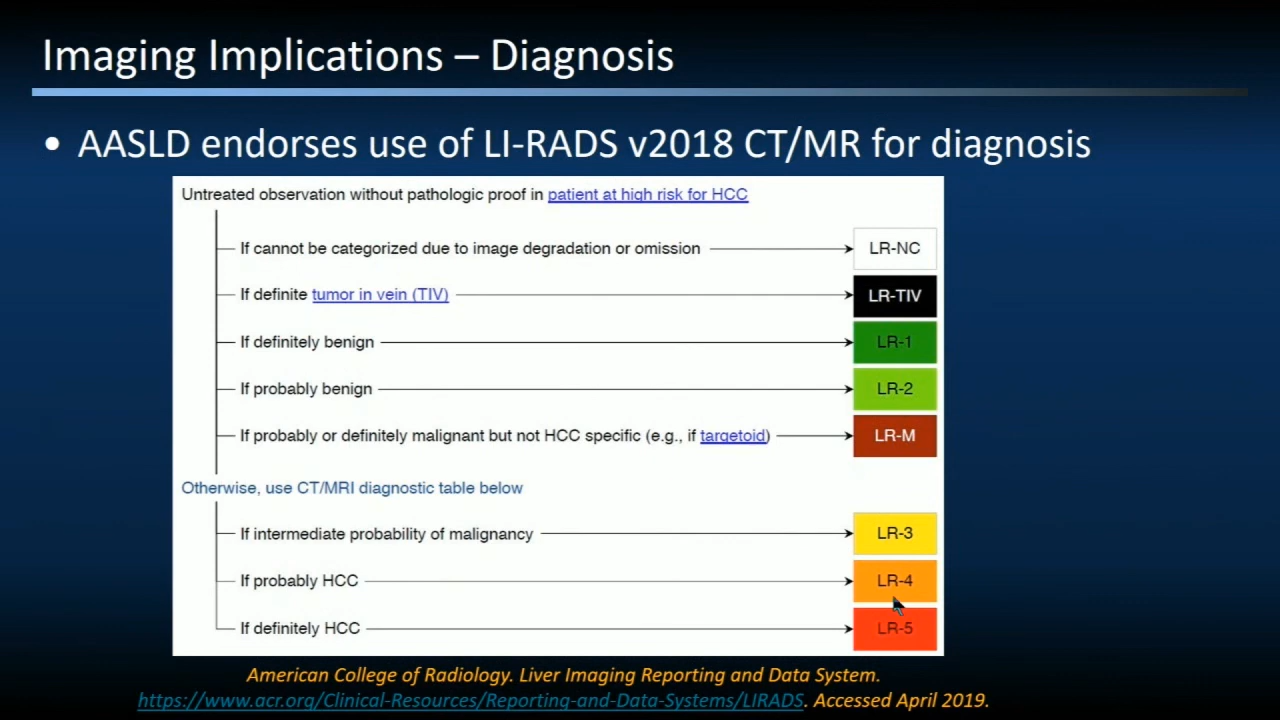 Imaging Implications – Diagnosis
• AASLD endorses use of LI-RADS v2018 CT/MR for diagnosis
Untreated observation without pathologic proof in patient at high risk for HCC
If cannot be categorized due to image degradation or omission LR-NC
If definite tumor in vein (TIV) LR-TIV
If definitely benign LR-1
If probably benign LR-2
If probably or definitely malignant but not HCC specific (e.g., if targetoid) LR-M
Otherwise, use CT/MRI diagnostic table below
If intermediate probability of malignancy LR-3
If probably HCC LR-4
If definitely HCC LR-5
American College of Radiology. Liver Imaging Reporting and Data System.
https://www.acr.org/Clinical-Resources/Reporting-and-Data-Systems/LIRADS. Accessed April 2019.